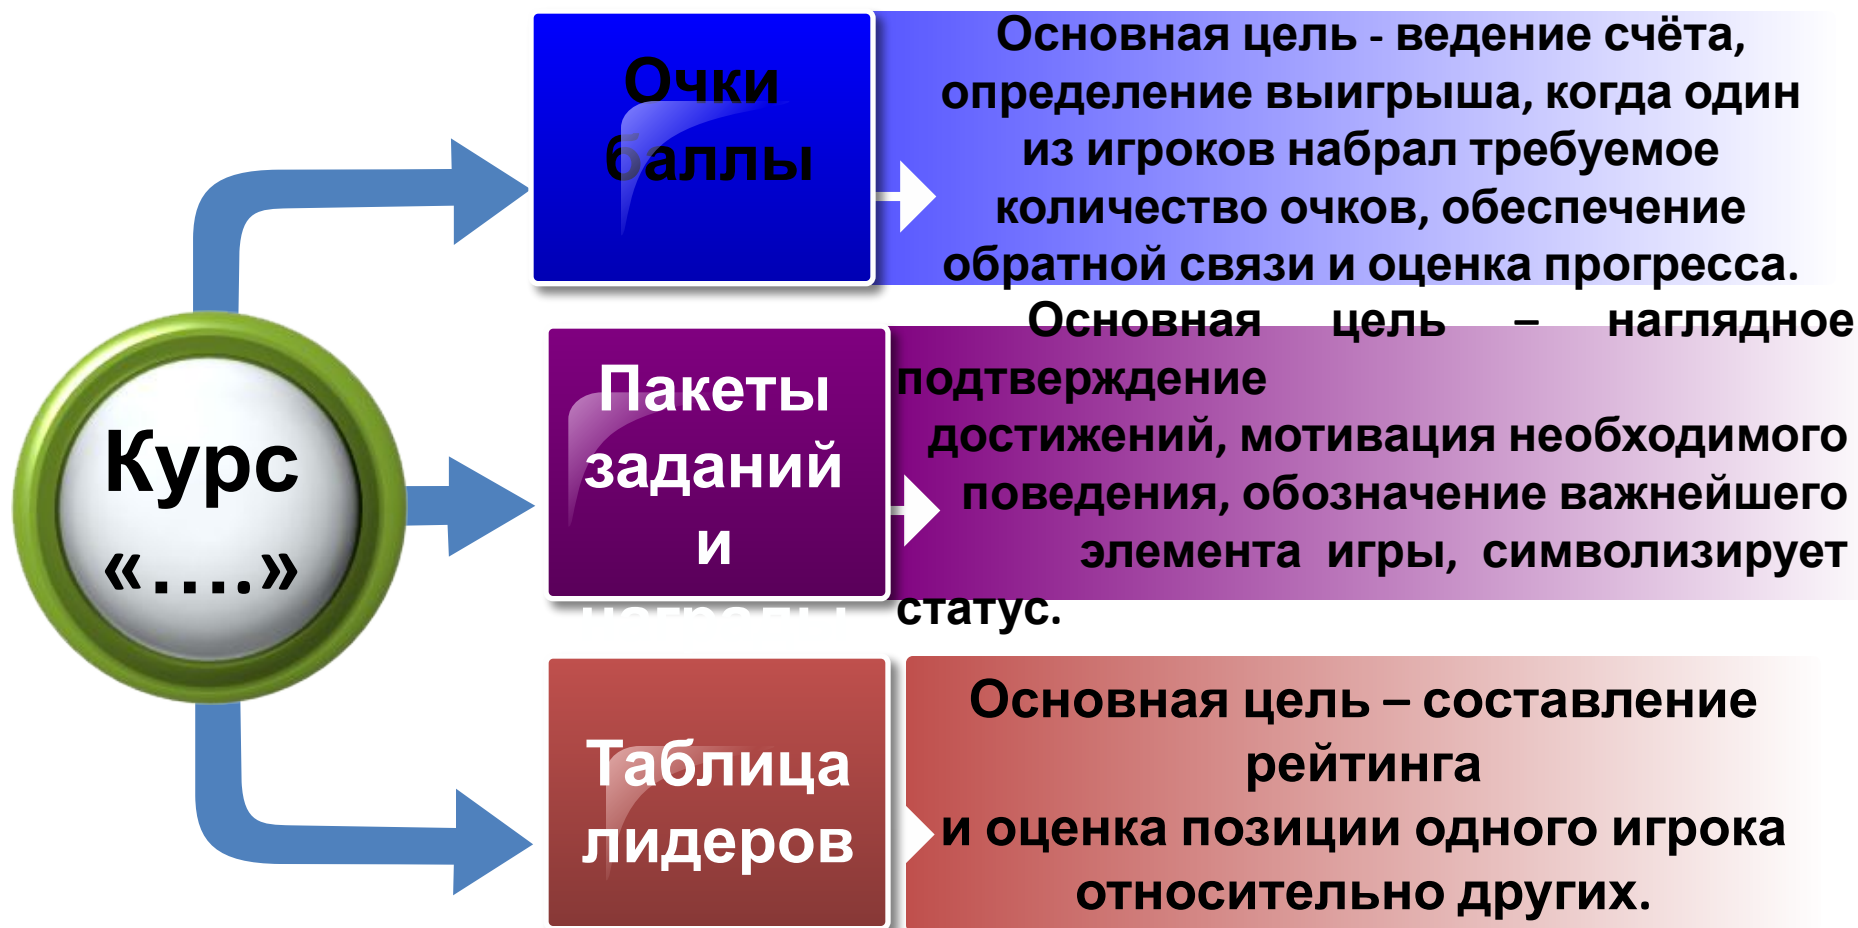 Курс
«....»
Очки
баллы
Основная цель - ведение счёта,
определение выигрыша, когда один
из игроков набрал требуемое
количество очков, обеспечение
обратной связи и оценка прогресса.
Пакеты
заданий
и
награды
Основная цель – наглядное
подтверждение
достижений, мотивация необходимого
поведения, обозначение важнейшего
элемента игры, символизирует
статус.
Таблица
лидеров
Основная цель – составление
рейтинга
и оценка позиции одного игрока
относительно других.